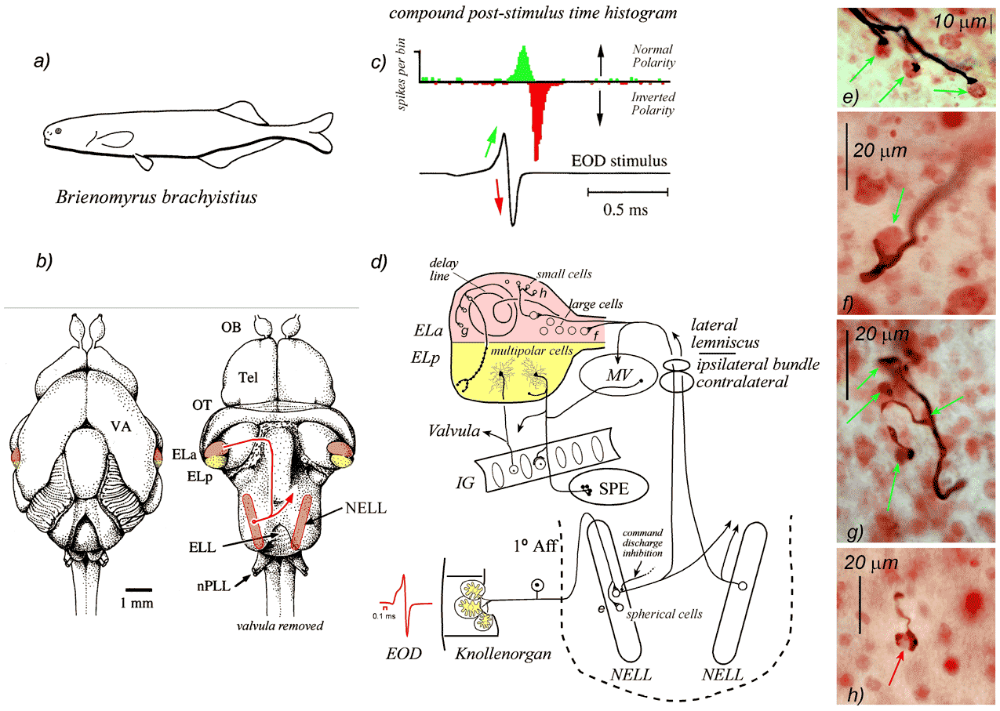 compound post-stimulus time histogram
a)
Brienomyrus brachyistius
c)
spikes per bin
Normal
Polarity
Inverted
Polarity
EOD stimulus
0.5 ms
b)
OB
Tel
OT
VA
ELa
ELp
NELL
ELL
nPLL
1 mm
valvula removed
d)
delay
line
small cells
h
large cells
g
f
ELa
ELp
multipolar cells
MV
lateral
lemniscus
ipsilateral bundle
contralateral
Valvula
IG
SPE
1º Aff
command
discharge
inhibition
e
spherical cells
0.1 ms
EOD
Knollenorgan
NELL
NELL
10 µm
e)
20 µm
f)
20 µm
g)
20 µm
h)